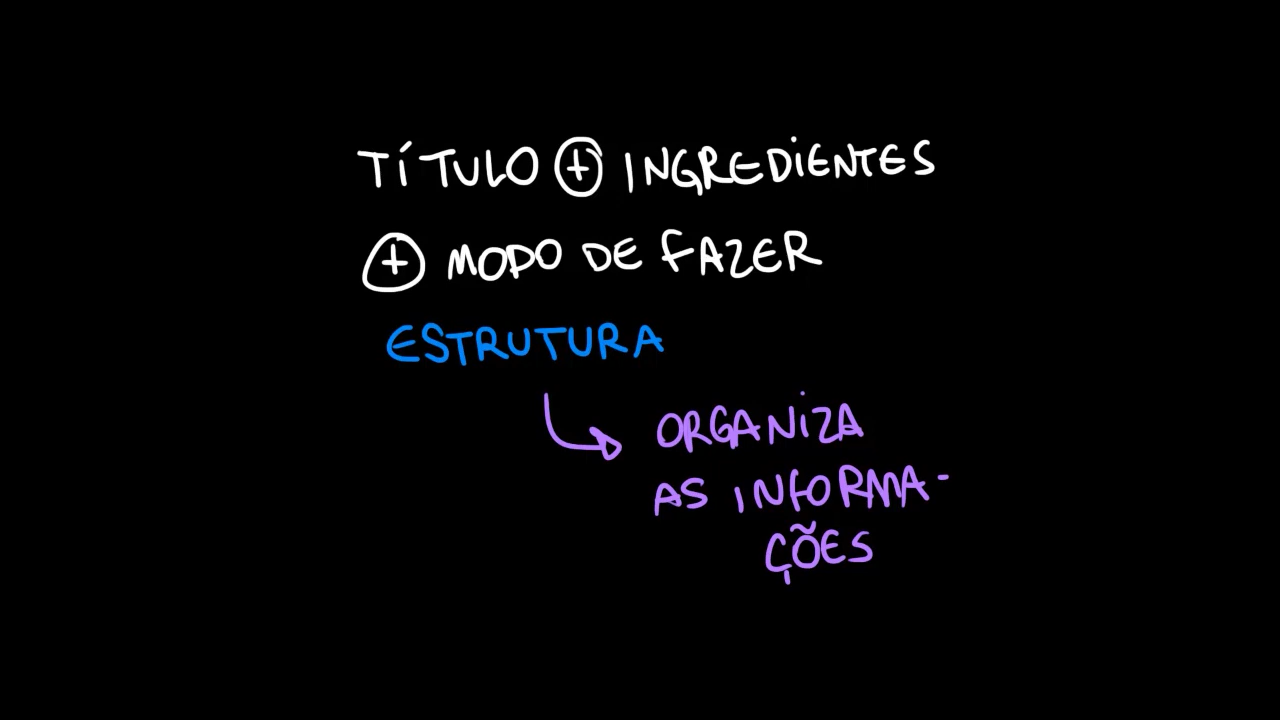 TÍTULO + INGREDIENTES
+ MODO DE FAZER
ESTRUTURA
ORGANIZA
AS INFORMA-
ÇÕES